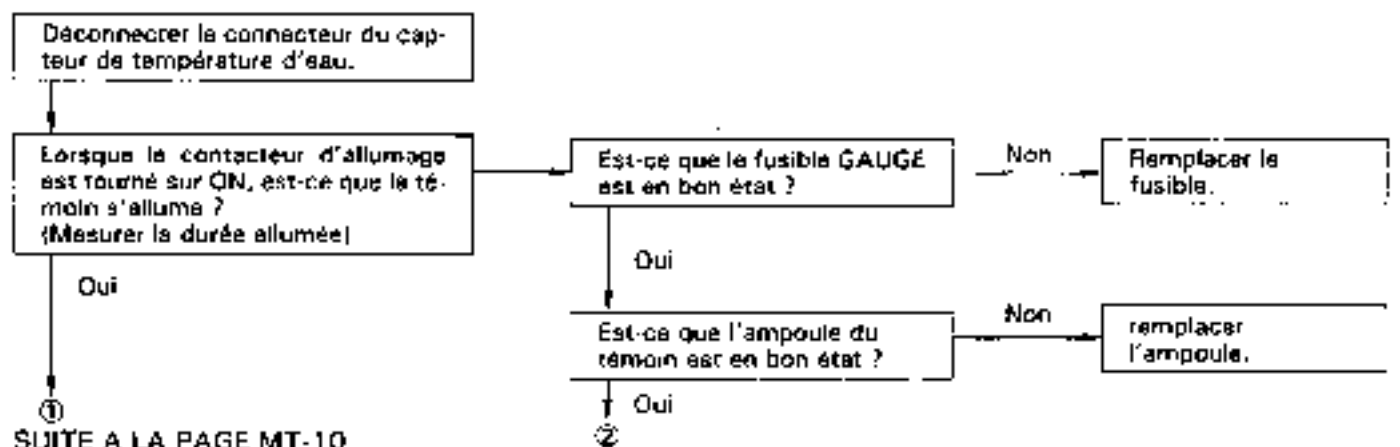 Déconnecter le connecteur du cap-
teur de température d'eau.
Lorsque le contacteur d'allumage
est tourné sur ON, est-ce que le té-
moin s'allume ?
(Mesurer la durée allumée)
Est-ce que le fusible GAUGE
est en bon état ?
Non
Remplacer le
fusible.
Oui
Oui
Est-ce que l'ampoule du
témoin est en bon état ?
Non
remplacer
l'ampoule.
Oui
①
②
SUITE A LA PAGE MT-10